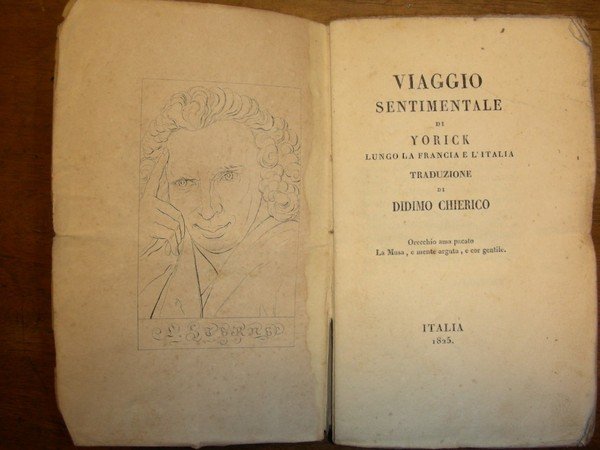 L. STERNE
VIAGGIO
SENTIMENTALE
DI
YORICK
LUNGO LA FRANCIA E L'ITALIA
TRADUZIONE
DI
DIDIMO CHIERICO
Orecchio ama pacato
La Musa, e mente arguta, e cor gentile.
ITALIA
1825.